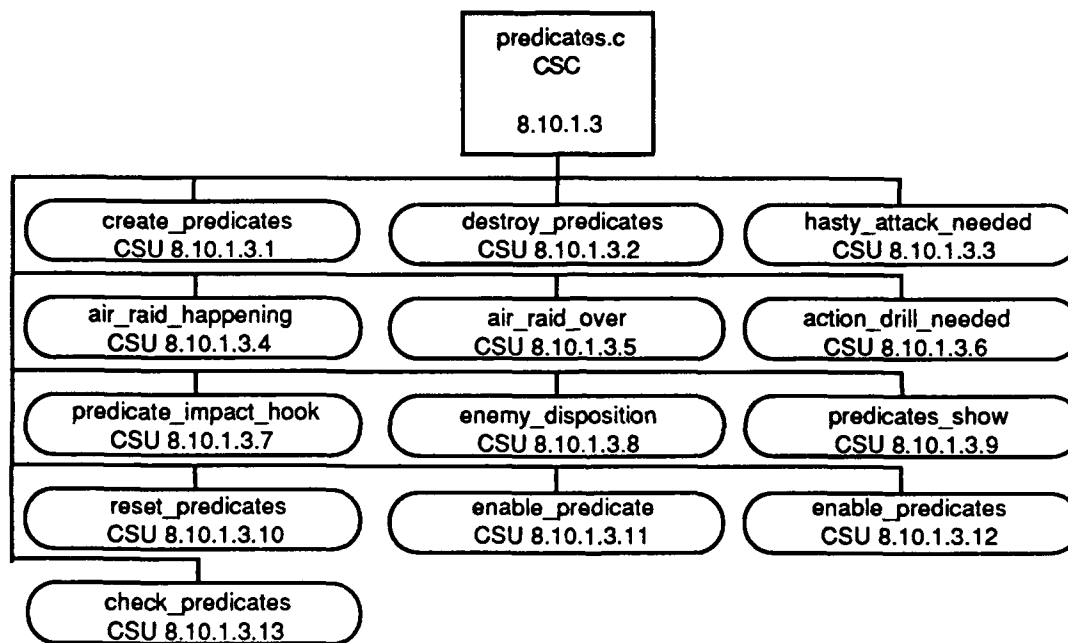 predicates.c
CSC
8.10.1.3
create_predicates
CSU 8.10.1.3.1
destroy_predicates
CSU 8.10.1.3.2
hasty_attack_needed
CSU 8.10.1.3.3
air_raid_happening
CSU 8.10.1.3.4
air_raid_over
CSU 8.10.1.3.5
action_drill_needed
CSU 8.10.1.3.6
predicate_impact_hook
CSU 8.10.1.3.7
enemy_disposition
CSU 8.10.1.3.8
predicates_show
CSU 8.10.1.3.9
reset_predicates
CSU 8.10.1.3.10
enable_predicate
CSU 8.10.1.3.11
enable_predicates
CSU 8.10.1.3.12
check_predicates
CSU 8.10.1.3.13